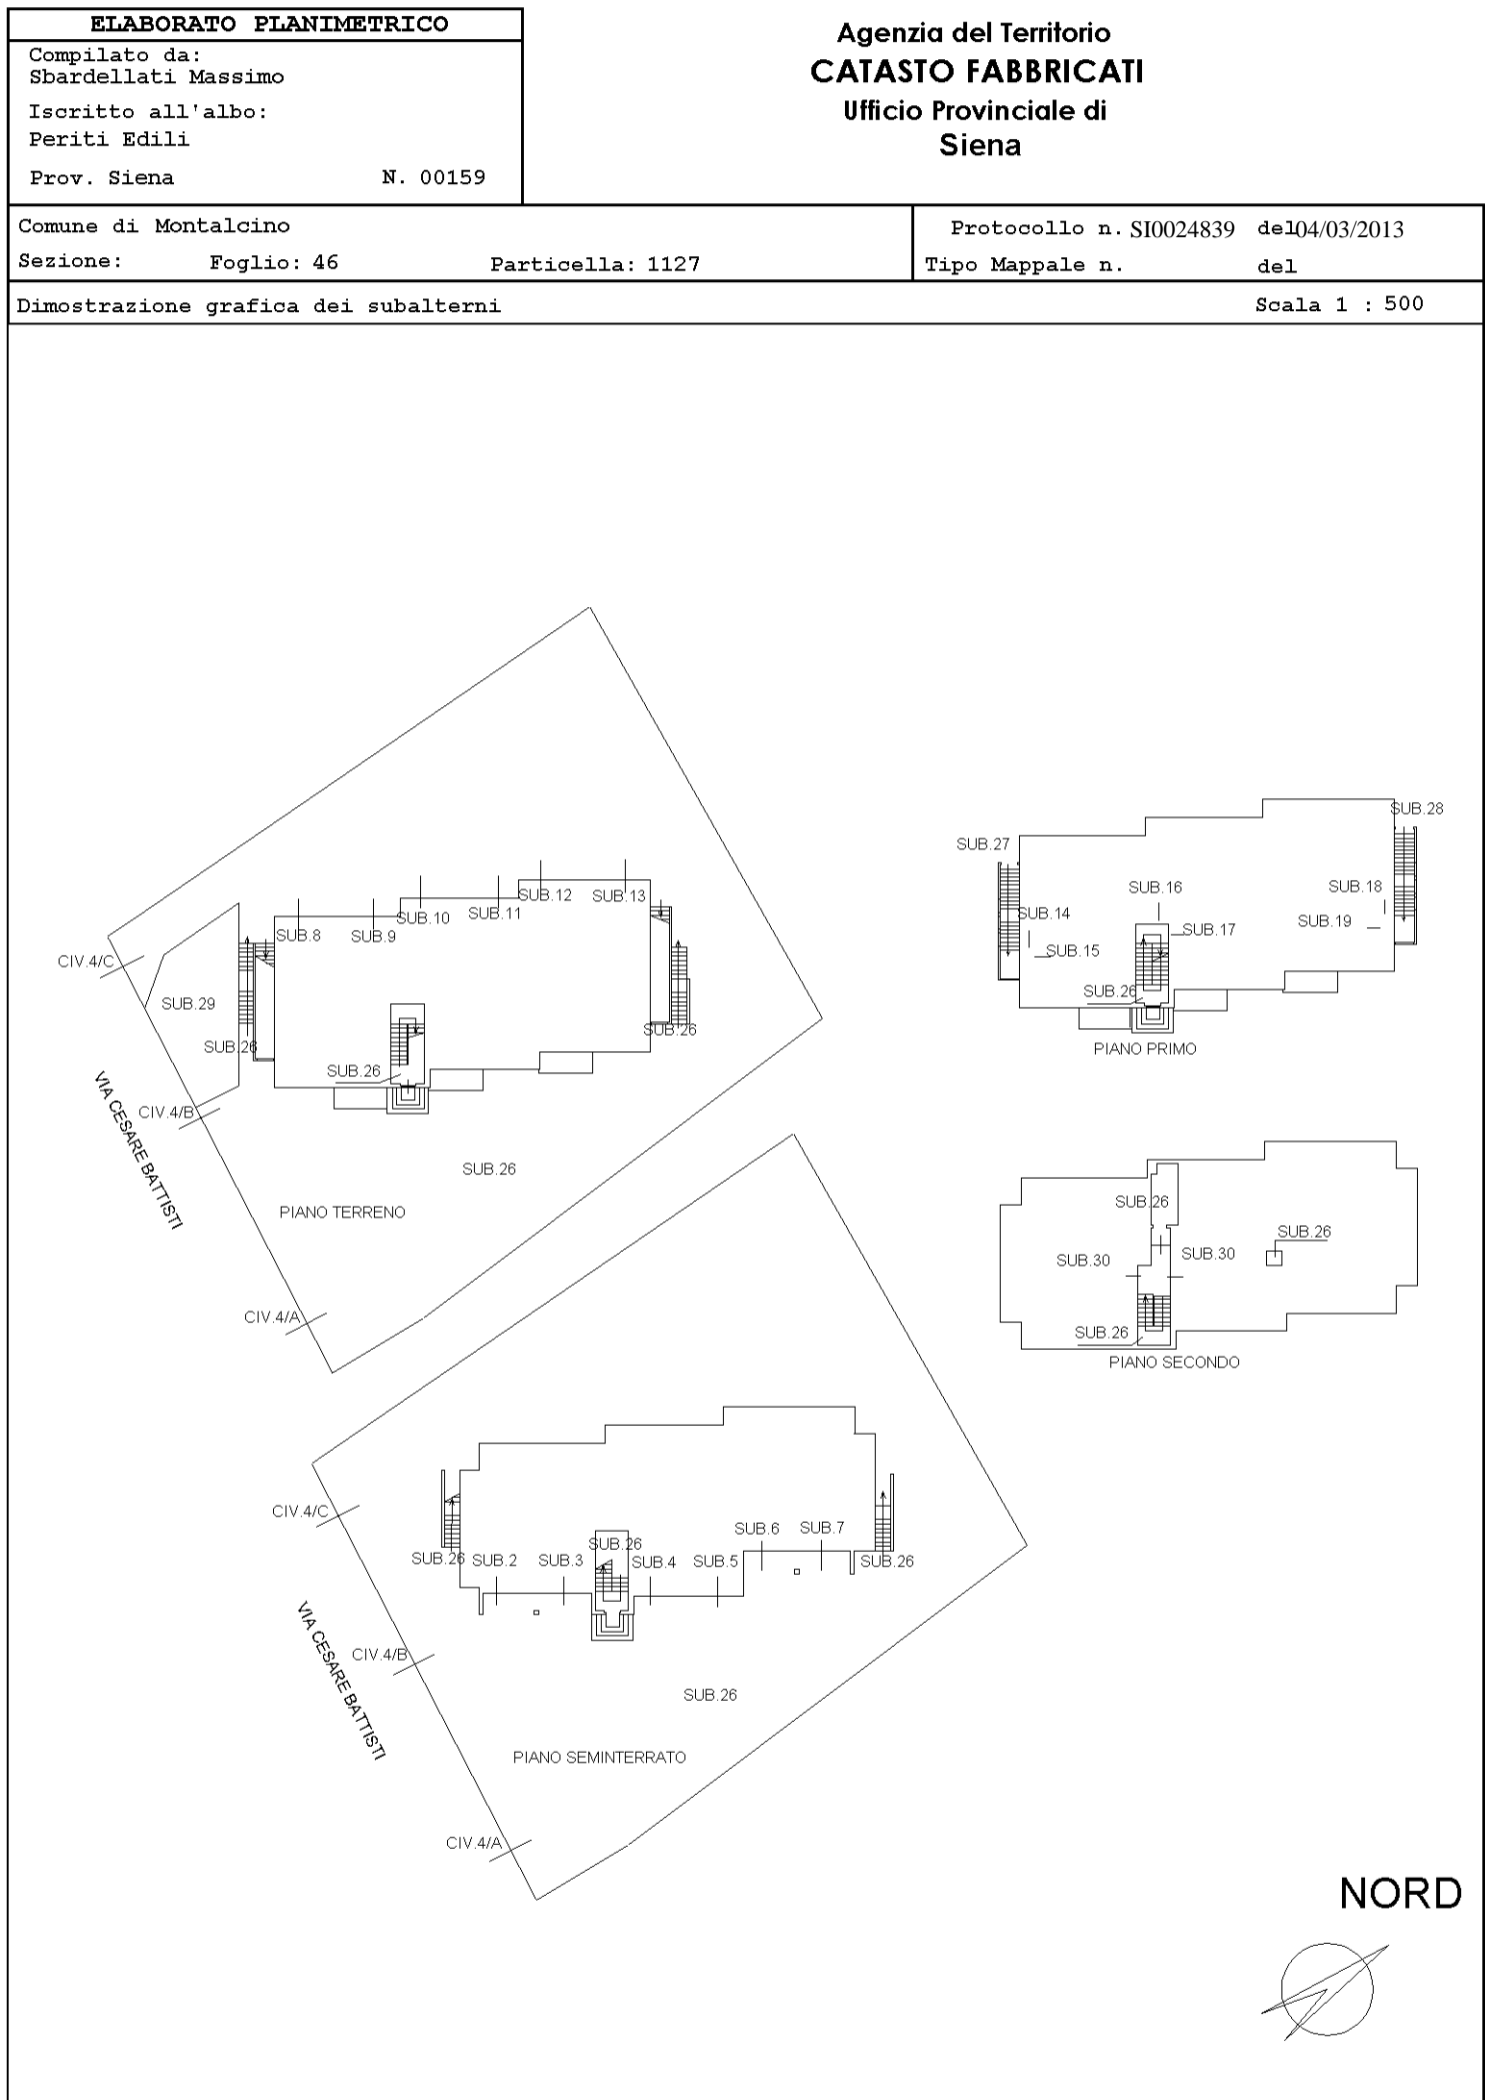 ELABORATO PLANIMETRICO
Compilato da:
Sbardellati Massimo
Iscritto all'albo:
Periti Edili
Prov. Siena N. 00159
Agenzia del Territorio
CATASTO FABBRICATI
Ufficio Provinciale di
Siena
Comune di Montalcino
Sezione: Foglio: 46 Particella: 1127
Protocollo n. SI0024839 del 04/03/2013
Tipo Mappale n. del
Dimostrazione grafica dei subalterni Scala 1 : 500
SUB.8
SUB.9
SUB.10
SUB.11
SUB.12
SUB.13
CIV.4/C
SUB.29
SUB.26
SUB.26
SUB.26
CIV.4/B
VIA CESARE BATTISTI
SUB.26
PIANO TERRENO
CIV.4/A
SUB.28
SUB.27
SUB.16
SUB.18
SUB.14
SUB.19
SUB.17
SUB.15
SUB.26
PIANO PRIMO
SUB.26
SUB.26
SUB.30
SUB.30
SUB.26
PIANO SECONDO
CIV.4/C
SUB.26
SUB.2
SUB.3
SUB.26
SUB.4
SUB.5
SUB.6
SUB.7
SUB.26
CIV.4/B
VIA CESARE BATTISTI
SUB.26
PIANO SEMINTERRATO
CIV.4/A
NORD